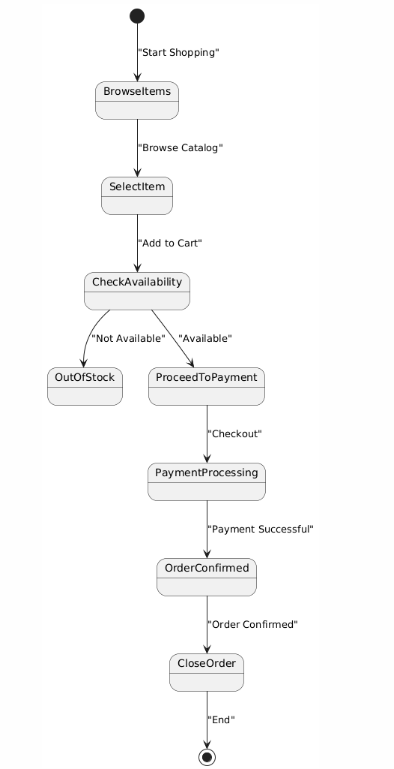 "Start Shopping"
BrowseItems
"Browse Catalog"
SelectItem
"Add to Cart"
CheckAvailability
"Not Available" "Available"
OutOfStock ProceedToPayment
"Checkout"
PaymentProcessing
"Payment Successful"
OrderConfirmed
"Order Confirmed"
CloseOrder
"End"